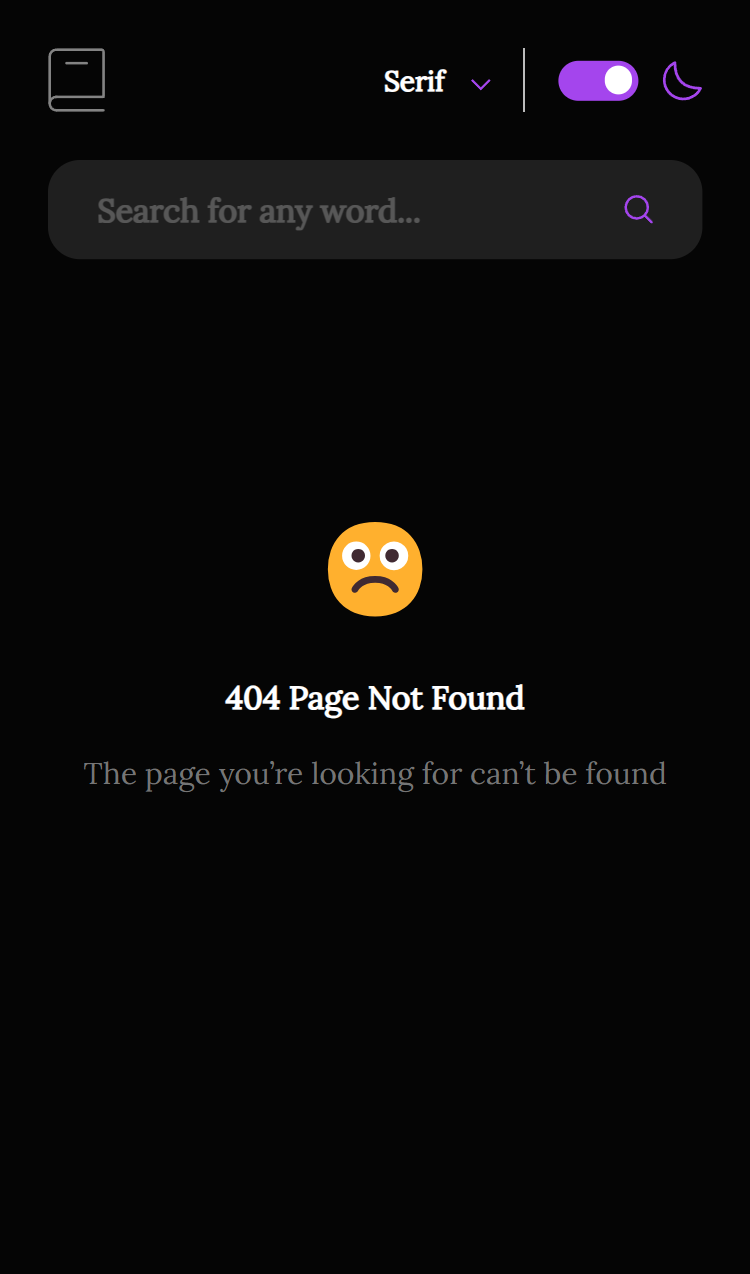 Serif
Search for any word...
404 Page Not Found
The page you’re looking for can’t be found